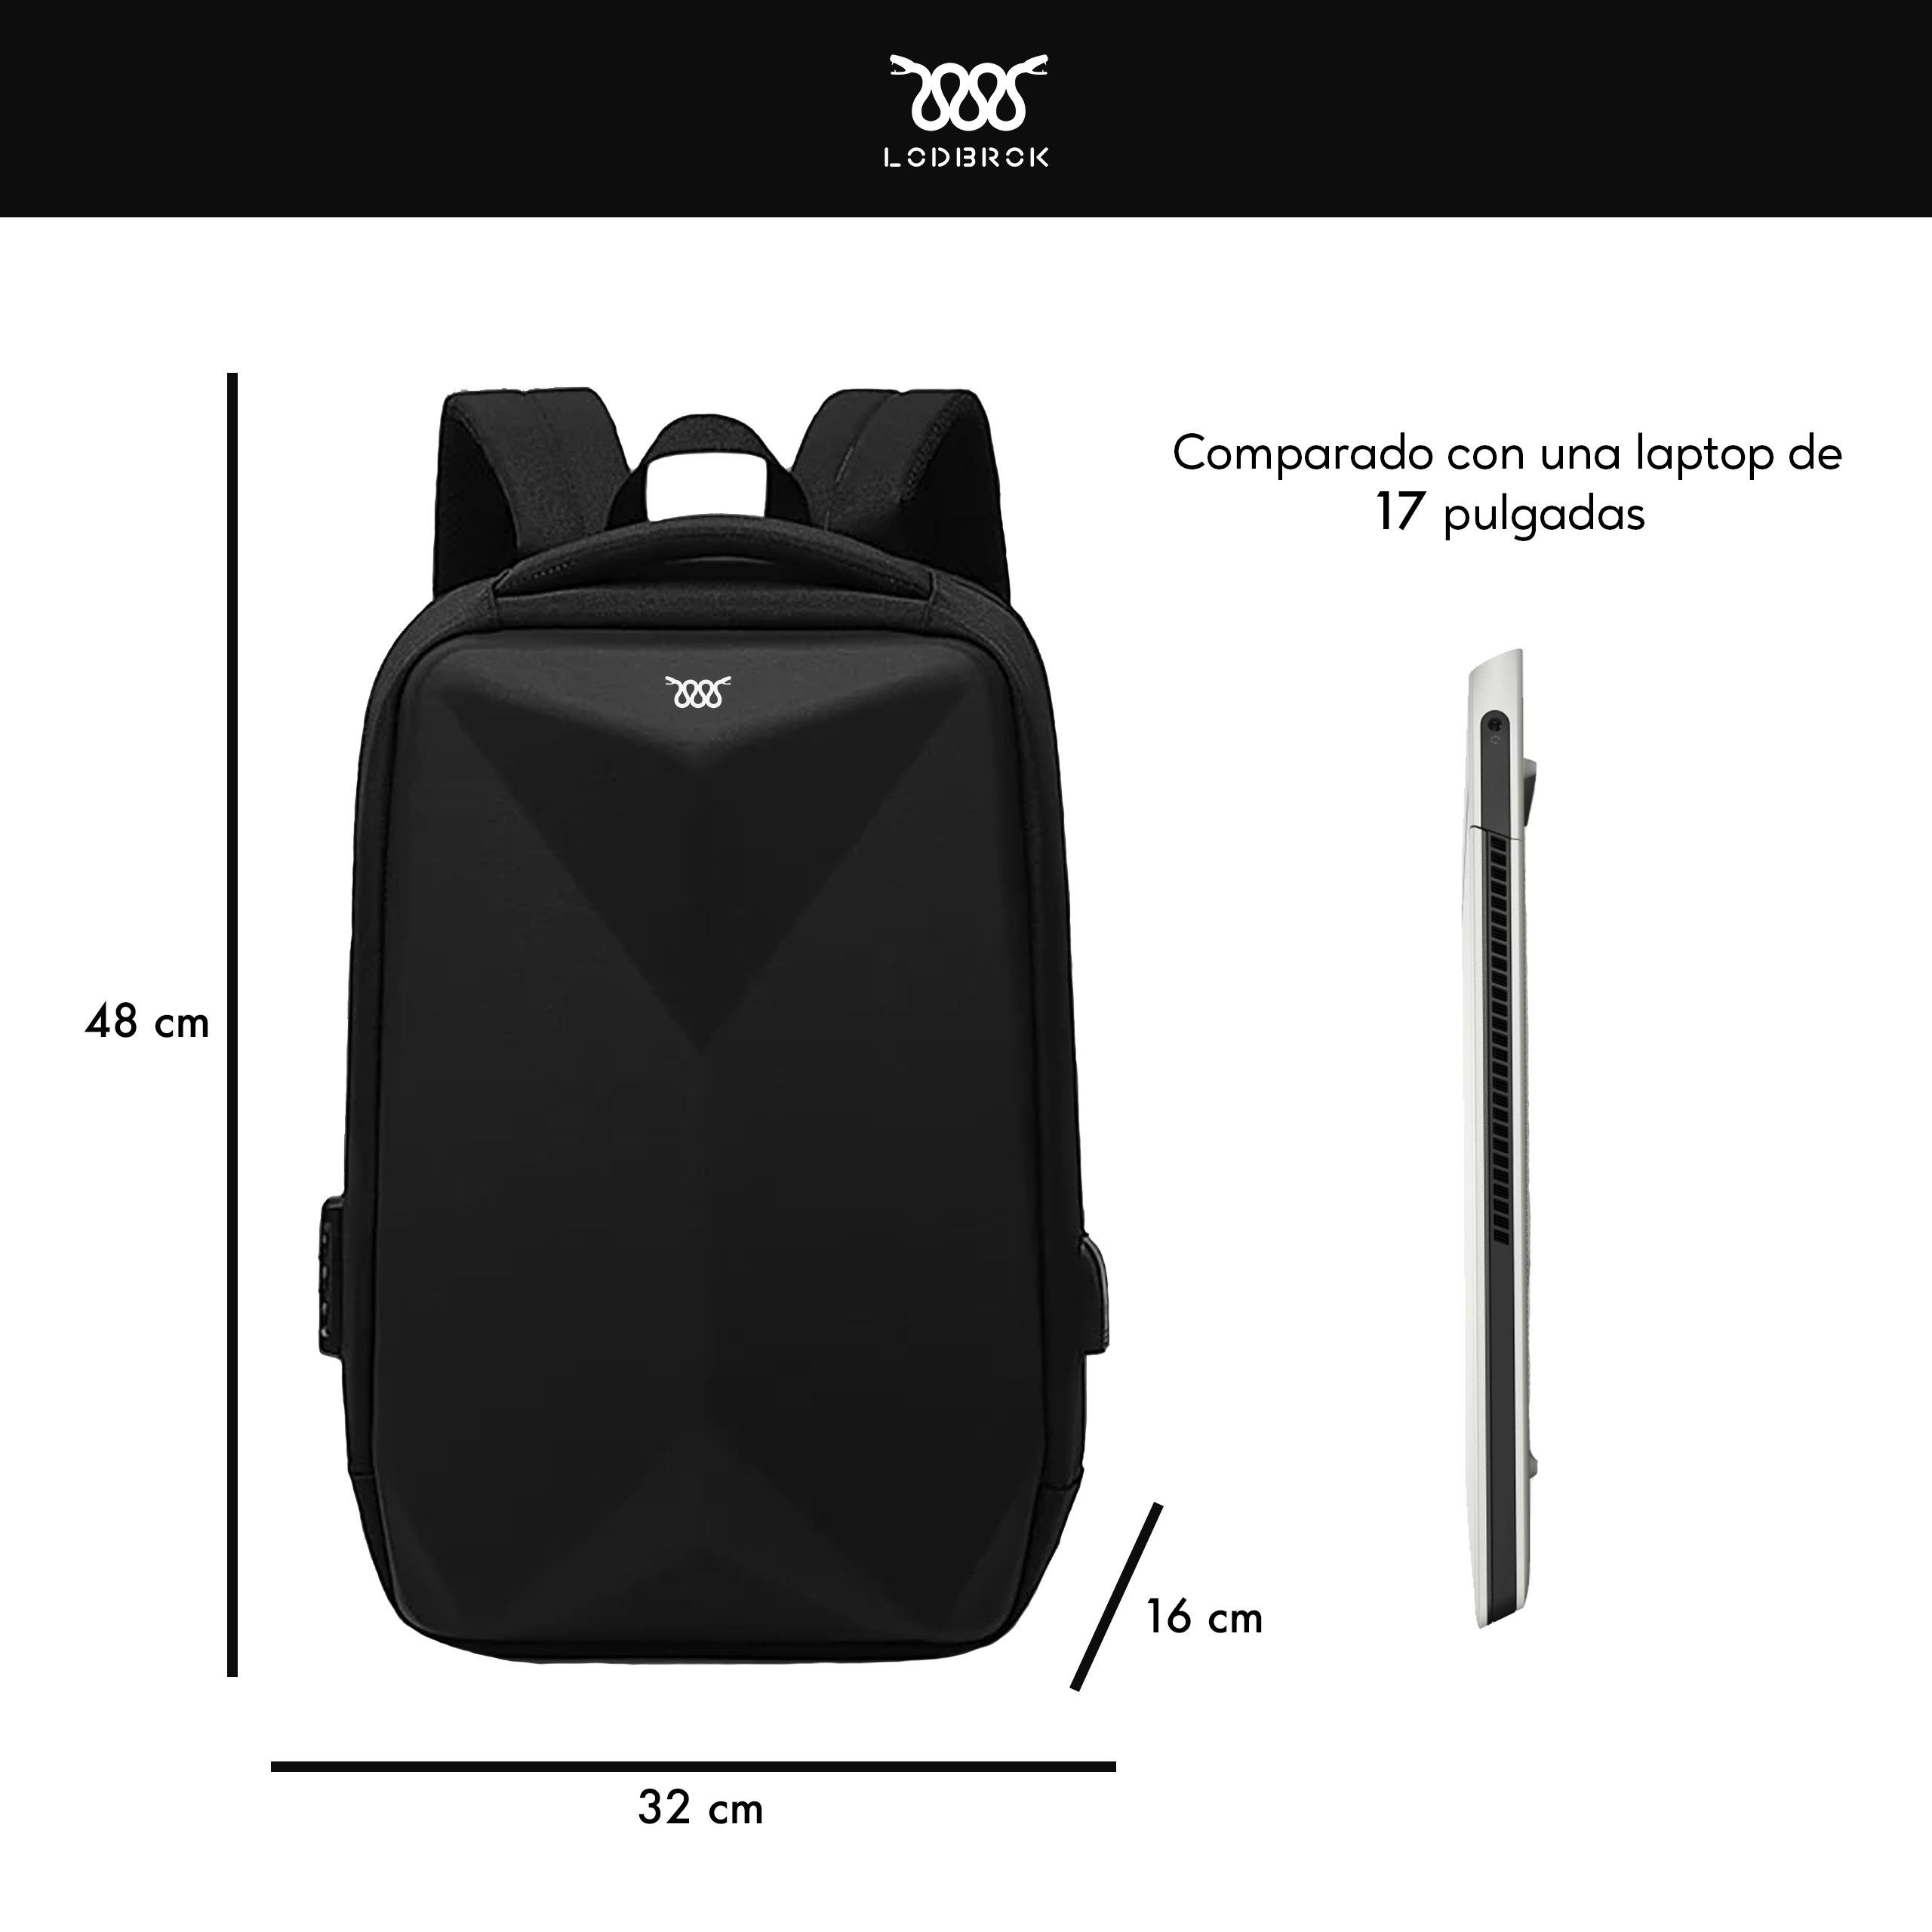 LODBROK
Comparado con una laptop de
17 pulgadas
48 cm
16 cm
32 cm